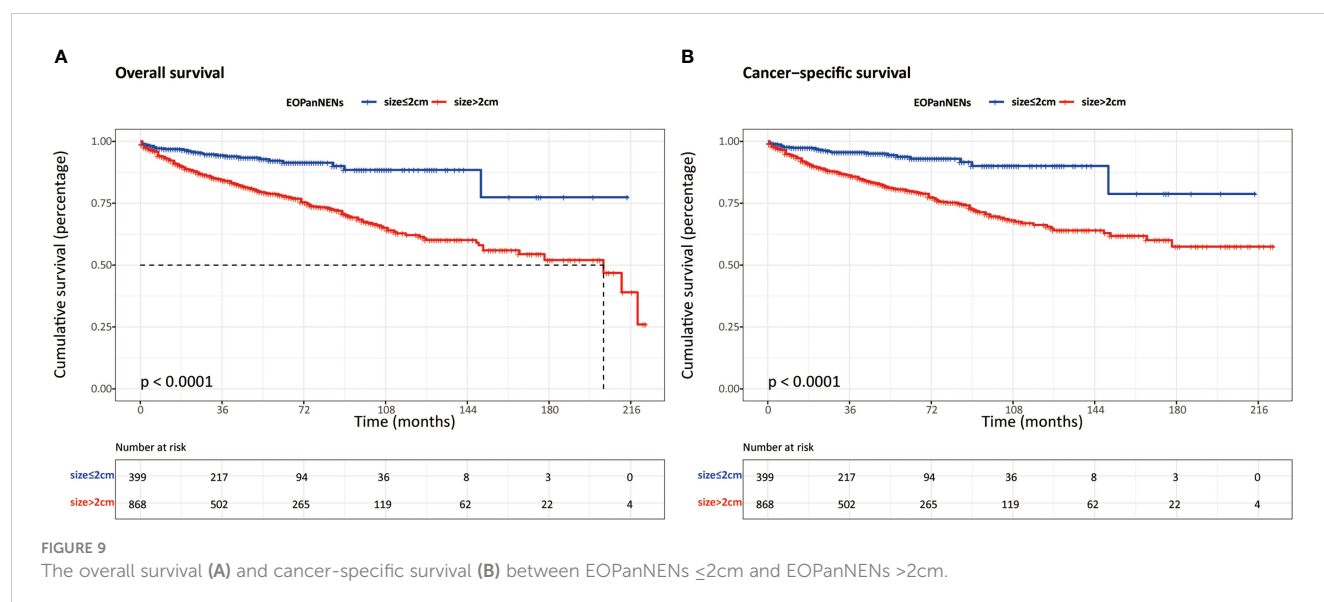 A
Overall survival
EOPanNENs size≤2cm size>2cm
Cumulative survival (percentage)
1.00
0.75
0.50
0.25
0.00
p < 0.0001
0 36 72 108 144 180 216
Time (months)
Number at risk
size≤2cm 399 217 94 36 8 3 0
size>2cm 868 502 265 119 62 22 4
B
Cancer−specific survival
EOPanNENs size≤2cm size>2cm
Cumulative survival (percentage)
1.00
0.75
0.50
0.25
0.00
p < 0.0001
0 36 72 108 144 180 216
Time (months)
Number at risk
size≤2cm 399 217 94 36 8 3 0
size>2cm 868 502 265 119 62 22 4
FIGURE 9
The overall survival (A) and cancer-specific survival (B) between EOPanNENs ≤2cm and EOPanNENs >2cm.